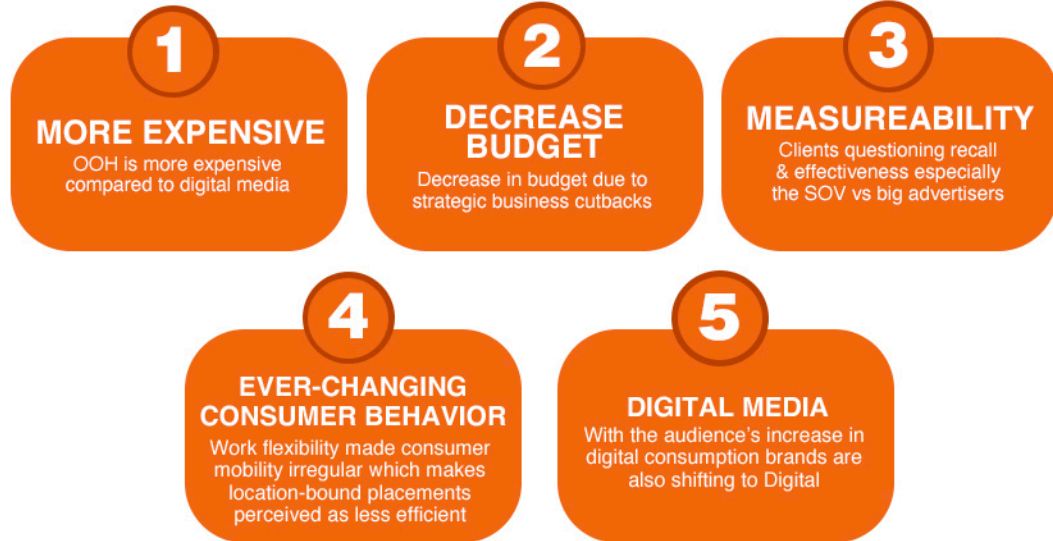 1
MORE EXPENSIVE
OOH is more expensive
compared to digital media
2
DECREASE
BUDGET
Decrease in budget due to
strategic business cutbacks
3
MEASUREABILITY
Clients questioning recall
& effectiveness especially
the SOV vs big advertisers
4
EVER-CHANGING
CONSUMER BEHAVIOR
Work flexibility made consumer
mobility irregular which makes
location-bound placements
perceived as less efficient
5
DIGITAL MEDIA
With the audience's increase in
digital consumption brands are
also shifting to Digital